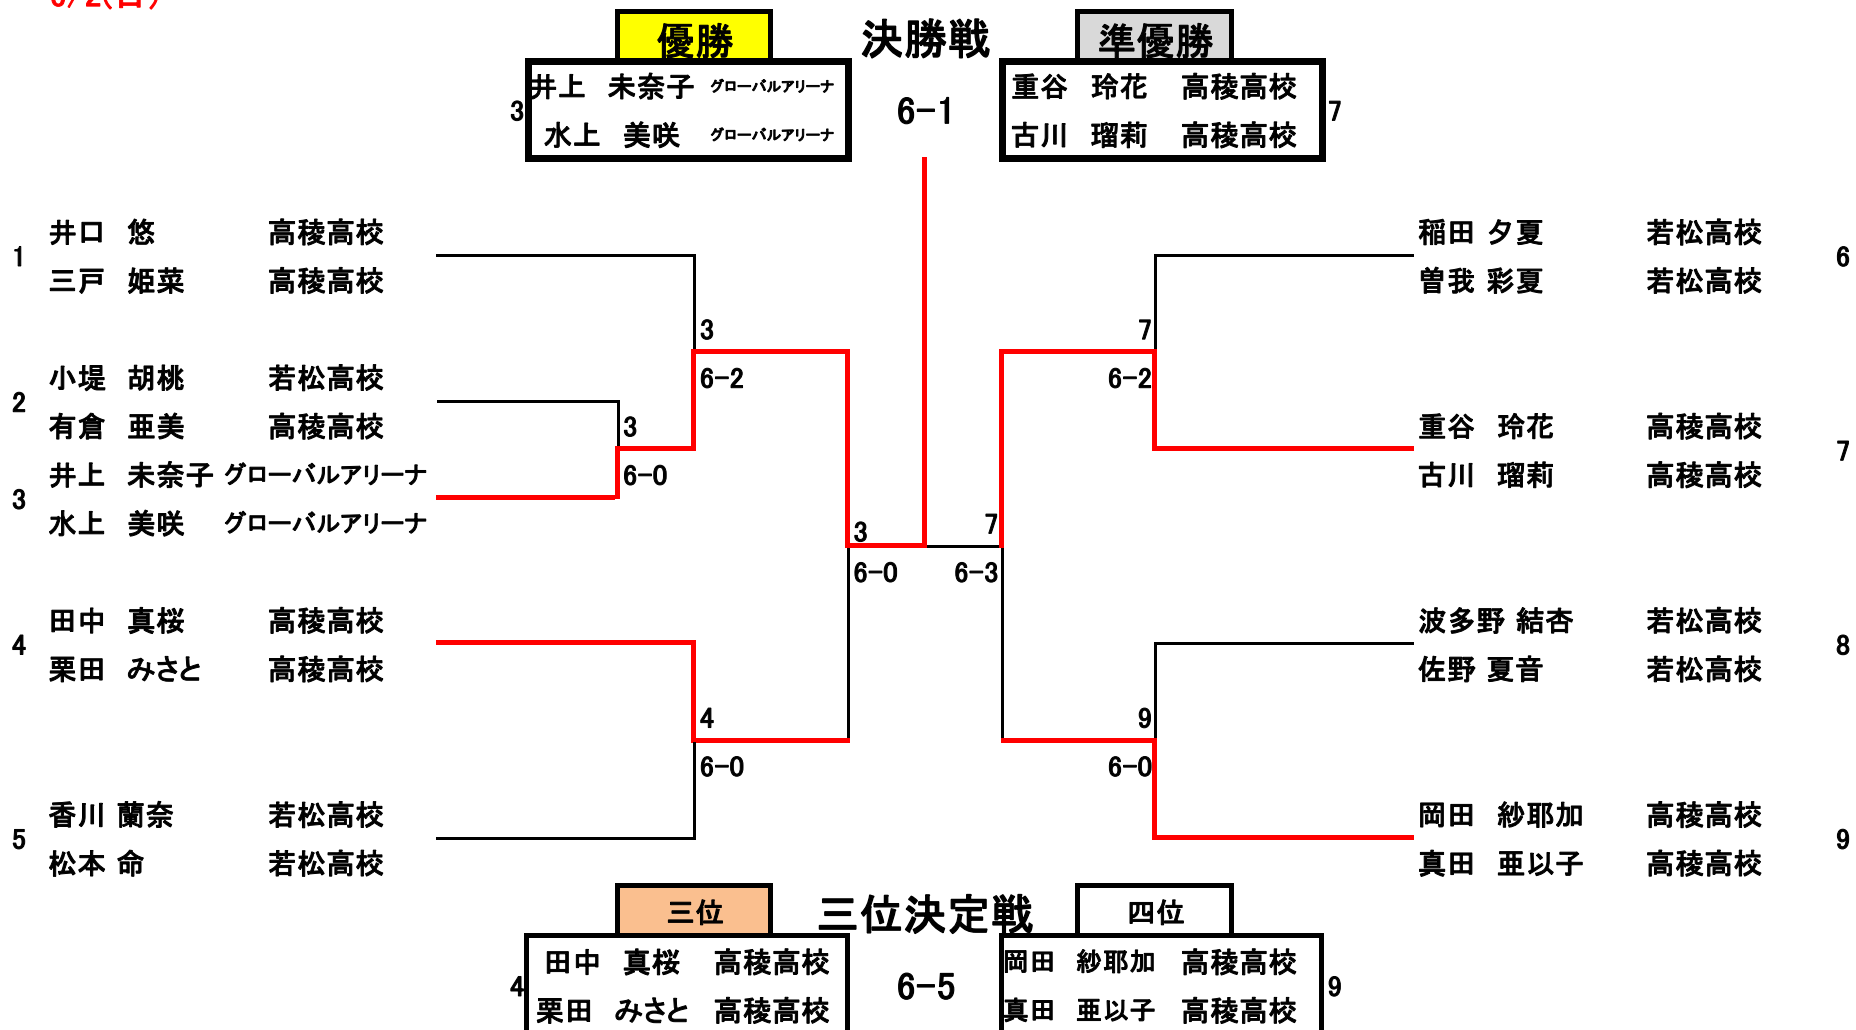 6/2(日)
優勝 決勝戦 準優勝
井上 未奈子 グローバルアリーナ 重谷 玲花 高稜高校
3 6-1 7
水上 美咲 グローバルアリーナ 古川 瑠莉 高稜高校
井口 悠 高稜高校 稲田 夕夏 若松高校
1 6
三戸 姫菜 高稜高校 曽我 彩夏 若松高校
3 7
小堤 胡桃 若松高校 6-2 6-2
2
有倉 亜美 高稜高校 3 重谷 玲花 高稜高校
7
井上 未奈子 グローバルアリーナ 6-0 古川 瑠莉 高稜高校
3
水上 美咲 グローバルアリーナ 3 7
6-0 6-3
田中 真桜 高稜高校 波多野 結杏 若松高校
4 8
栗田 みさと 高稜高校 佐野 夏音 若松高校
4 9
6-0 6-0
香川 蘭奈 若松高校 岡田 紗耶加 高稜高校
5 9
松本 命 若松高校 真田 亜以子 高稜高校
三位 三位決定戦 四位
田中 真桜 高稜高校 岡田 紗耶加 高稜高校
4 6-5 9
栗田 みさと 高稜高校 真田 亜以子 高稜高校